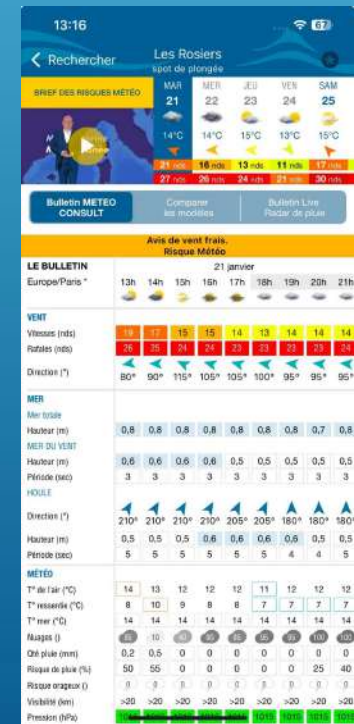 13:16
67
Rechercher
Les Rosiers
spot de plongée
BRIEF DES RISQUES MÉTÉO
MAR MER JEU VEN SAM
21 22 23 24 25
14°C 14°C 15°C 13°C 15°C
21 nds 16 nds 13 nds 11 nds 17 nds
27 nds 26 nds 24 nds 21 nds 30 nds
Bulletin METEO CONSULT
Comparer les modèles
Bulletin Live Radar de pluie
Avis de vent frais.
Risque Météo
LE BULLETIN 21 janvier
Europe/Paris * 13h 14h 15h 16h 17h 18h 19h 20h 21h
VENT
Vitesses (nds) 19 17 15 15 14 13 14 14 14
Rafales (nds) 26 25 24 24 23 23 23 23 24
Direction (°) 80° 90° 115° 105° 105° 100° 95° 95° 95°
MER
Mer totale
Hauteur (m) 0,8 0,8 0,8 0,8 0,8 0,8 0,8 0,7 0,8
MER DU VENT
Hauteur (m) 0,6 0,6 0,6 0,6 0,5 0,5 0,5 0,5 0,5
Période (sec) 3 3 3 3 3 3 3 3 3
HOULE
Direction (°) 210° 210° 210° 210° 205° 205° 180° 180° 180°
Hauteur (m) 0,5 0,5 0,5 0,6 0,6 0,6 0,6 0,5 0,5
Période (sec) 5 5 5 5 5 5 4 4 5
MÉTÉO
T° de l'air (°C) 14 13 12 12 12 11 12 12 12
T° ressentie (°C) 8 10 9 8 8 7 7 7 7
T° mer (°C) 14 14 14 14 14 14 14 14 14
Nuages () 10 100 100
Qté pluie (mm) 0,2 0,5 0 0 0 0 0 0 0
Risque de pluie (%) 50 55 0 0 0 0 0 25 40
Risque orageux () 0 0 0 0 0 0 0 0 0
Visibilité (km) >20 >20 >20 >20 >20 >20 >20 >20 >20
Pression (hPa) 1015 1015 1015 1015